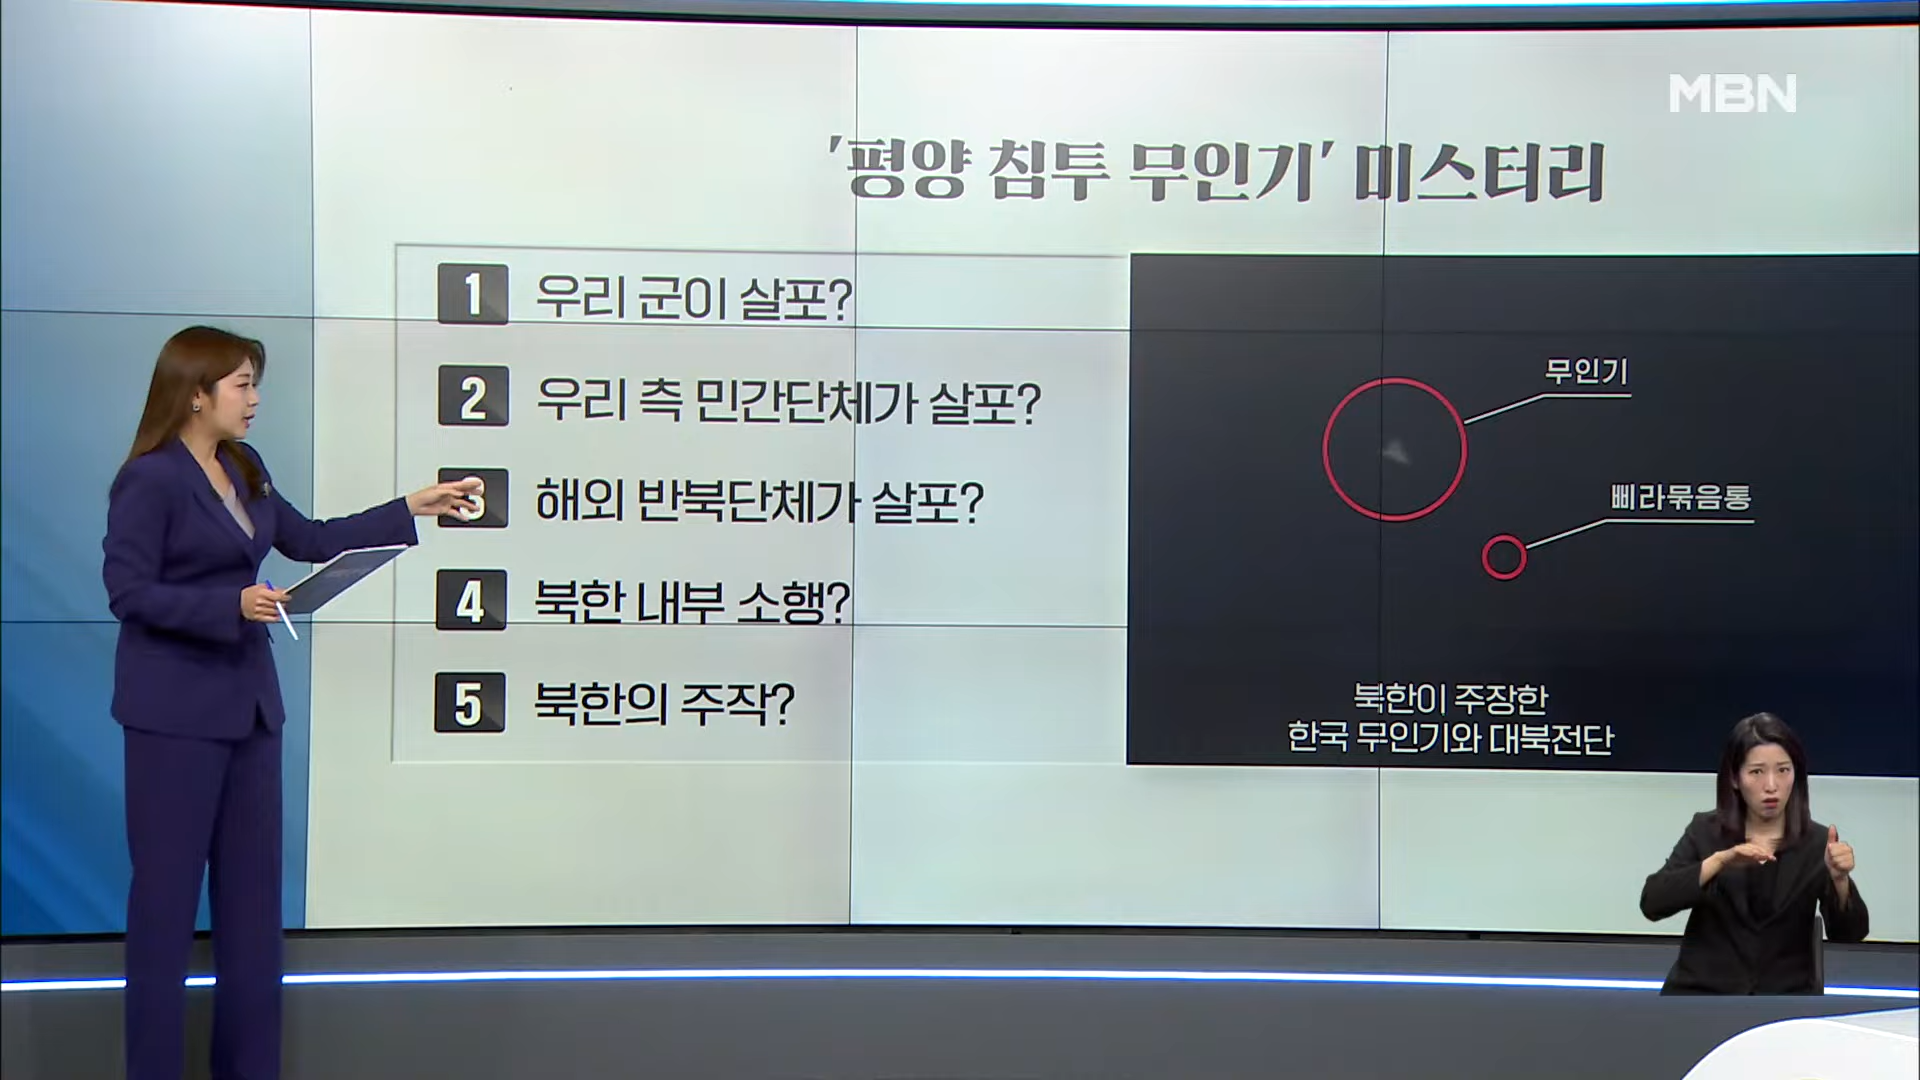 MBN
'평양 침투 무인기' 미스터리
1 우리 군이 살포?
2 우리 측 민간단체가 살포?
3 해외 반북단체가 살포?
4 북한 내부 소행?
5 북한의 주작?
무인기
삐라묶음통
북한이 주장한
한국 무인기와 대북전단